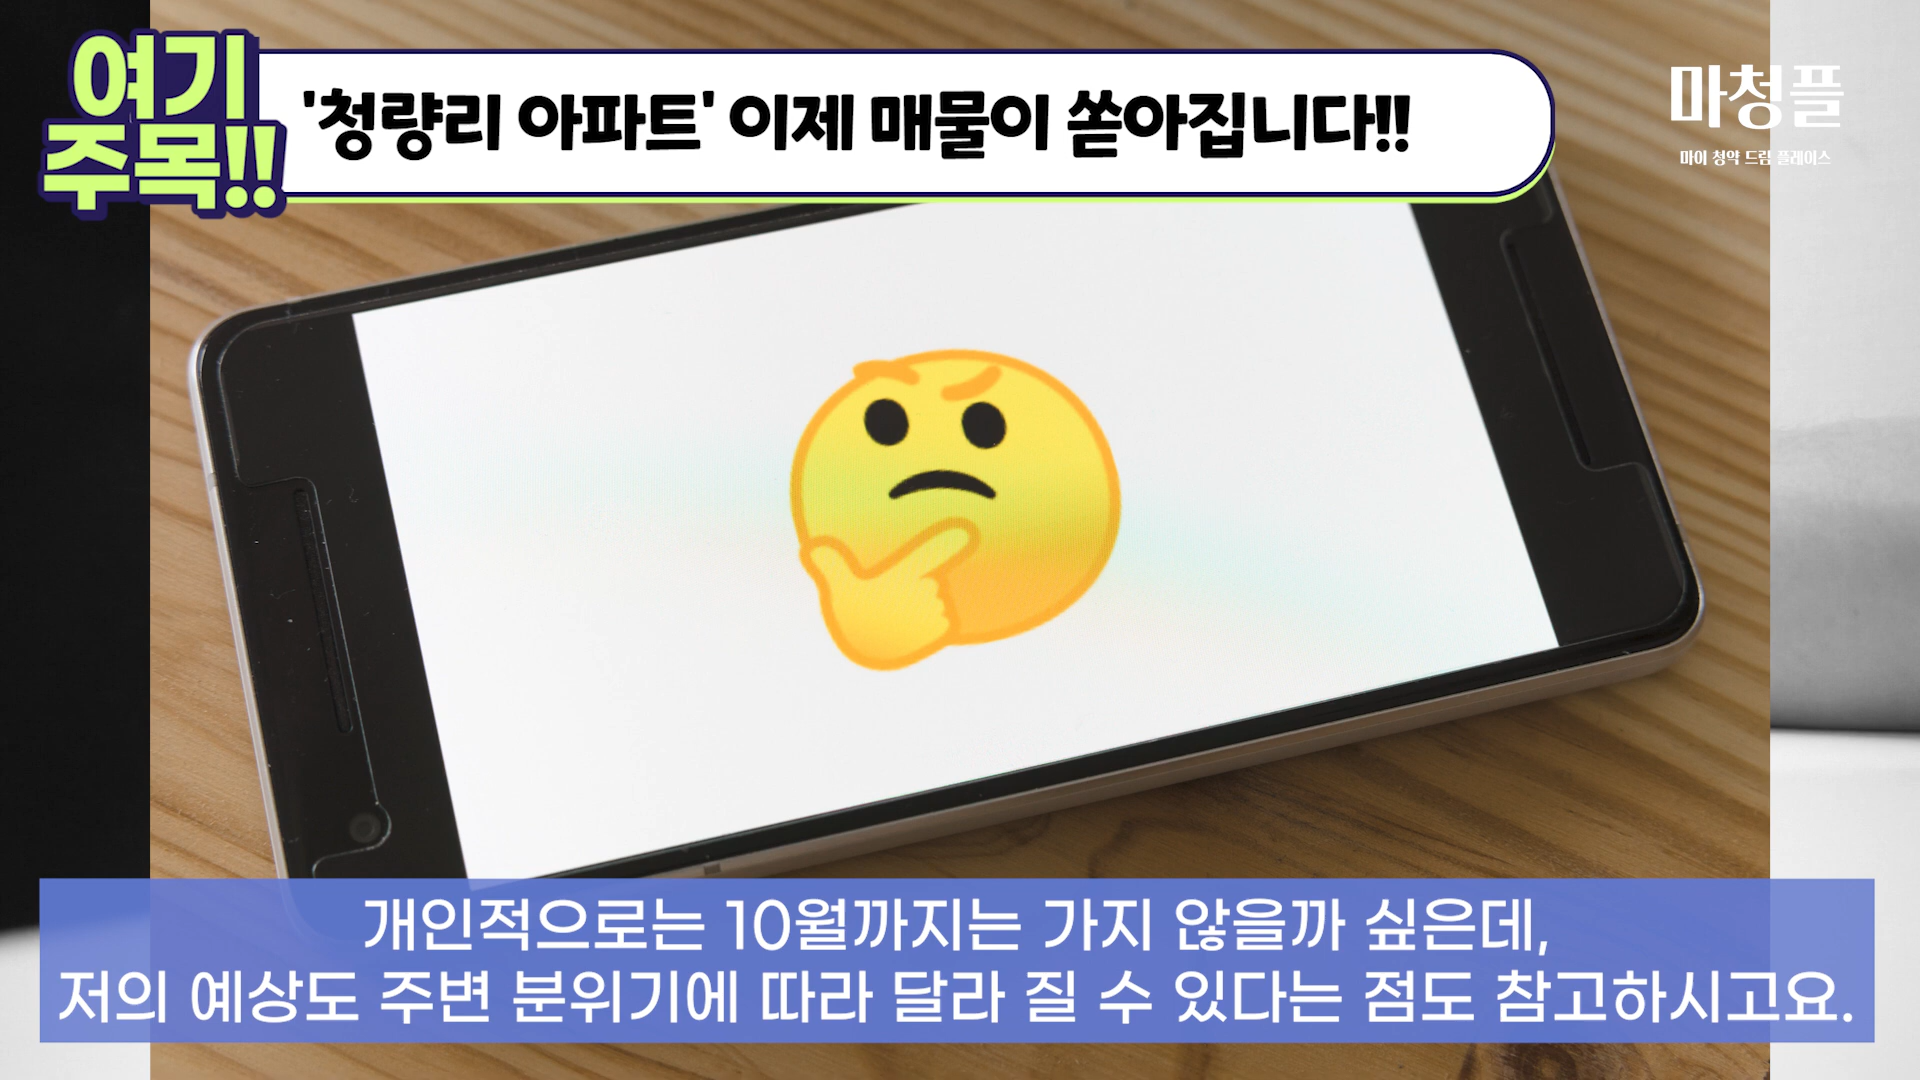 여기
주목!!
'청량리 아파트' 이제 매물이 쏟아집니다!!
마청플
마이 청약 드림 플레이스
개인적으로는 10월까지는 가지 않을까 싶은데,
저의 예상도 주변 분위기에 따라 달라 질 수 있다는 점도 참고하시고요.